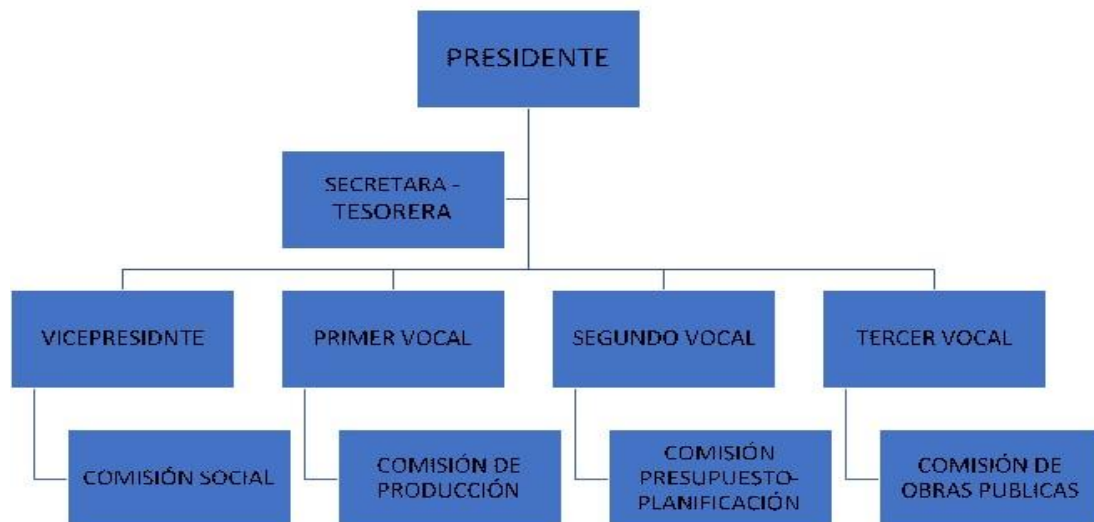 PRESIDENTE
SECRETARA -
TESORERA
VICEPRESIDNTE
PRIMER VOCAL
SEGUNDO VOCAL
TERCER VOCAL
COMISIÓN SOCIAL
COMISIÓN DE
PRODUCCIÓN
COMISIÓN
PRESUPUESTO-
PLANIFICACIÓN
COMISIÓN DE
OBRAS PUBLICAS